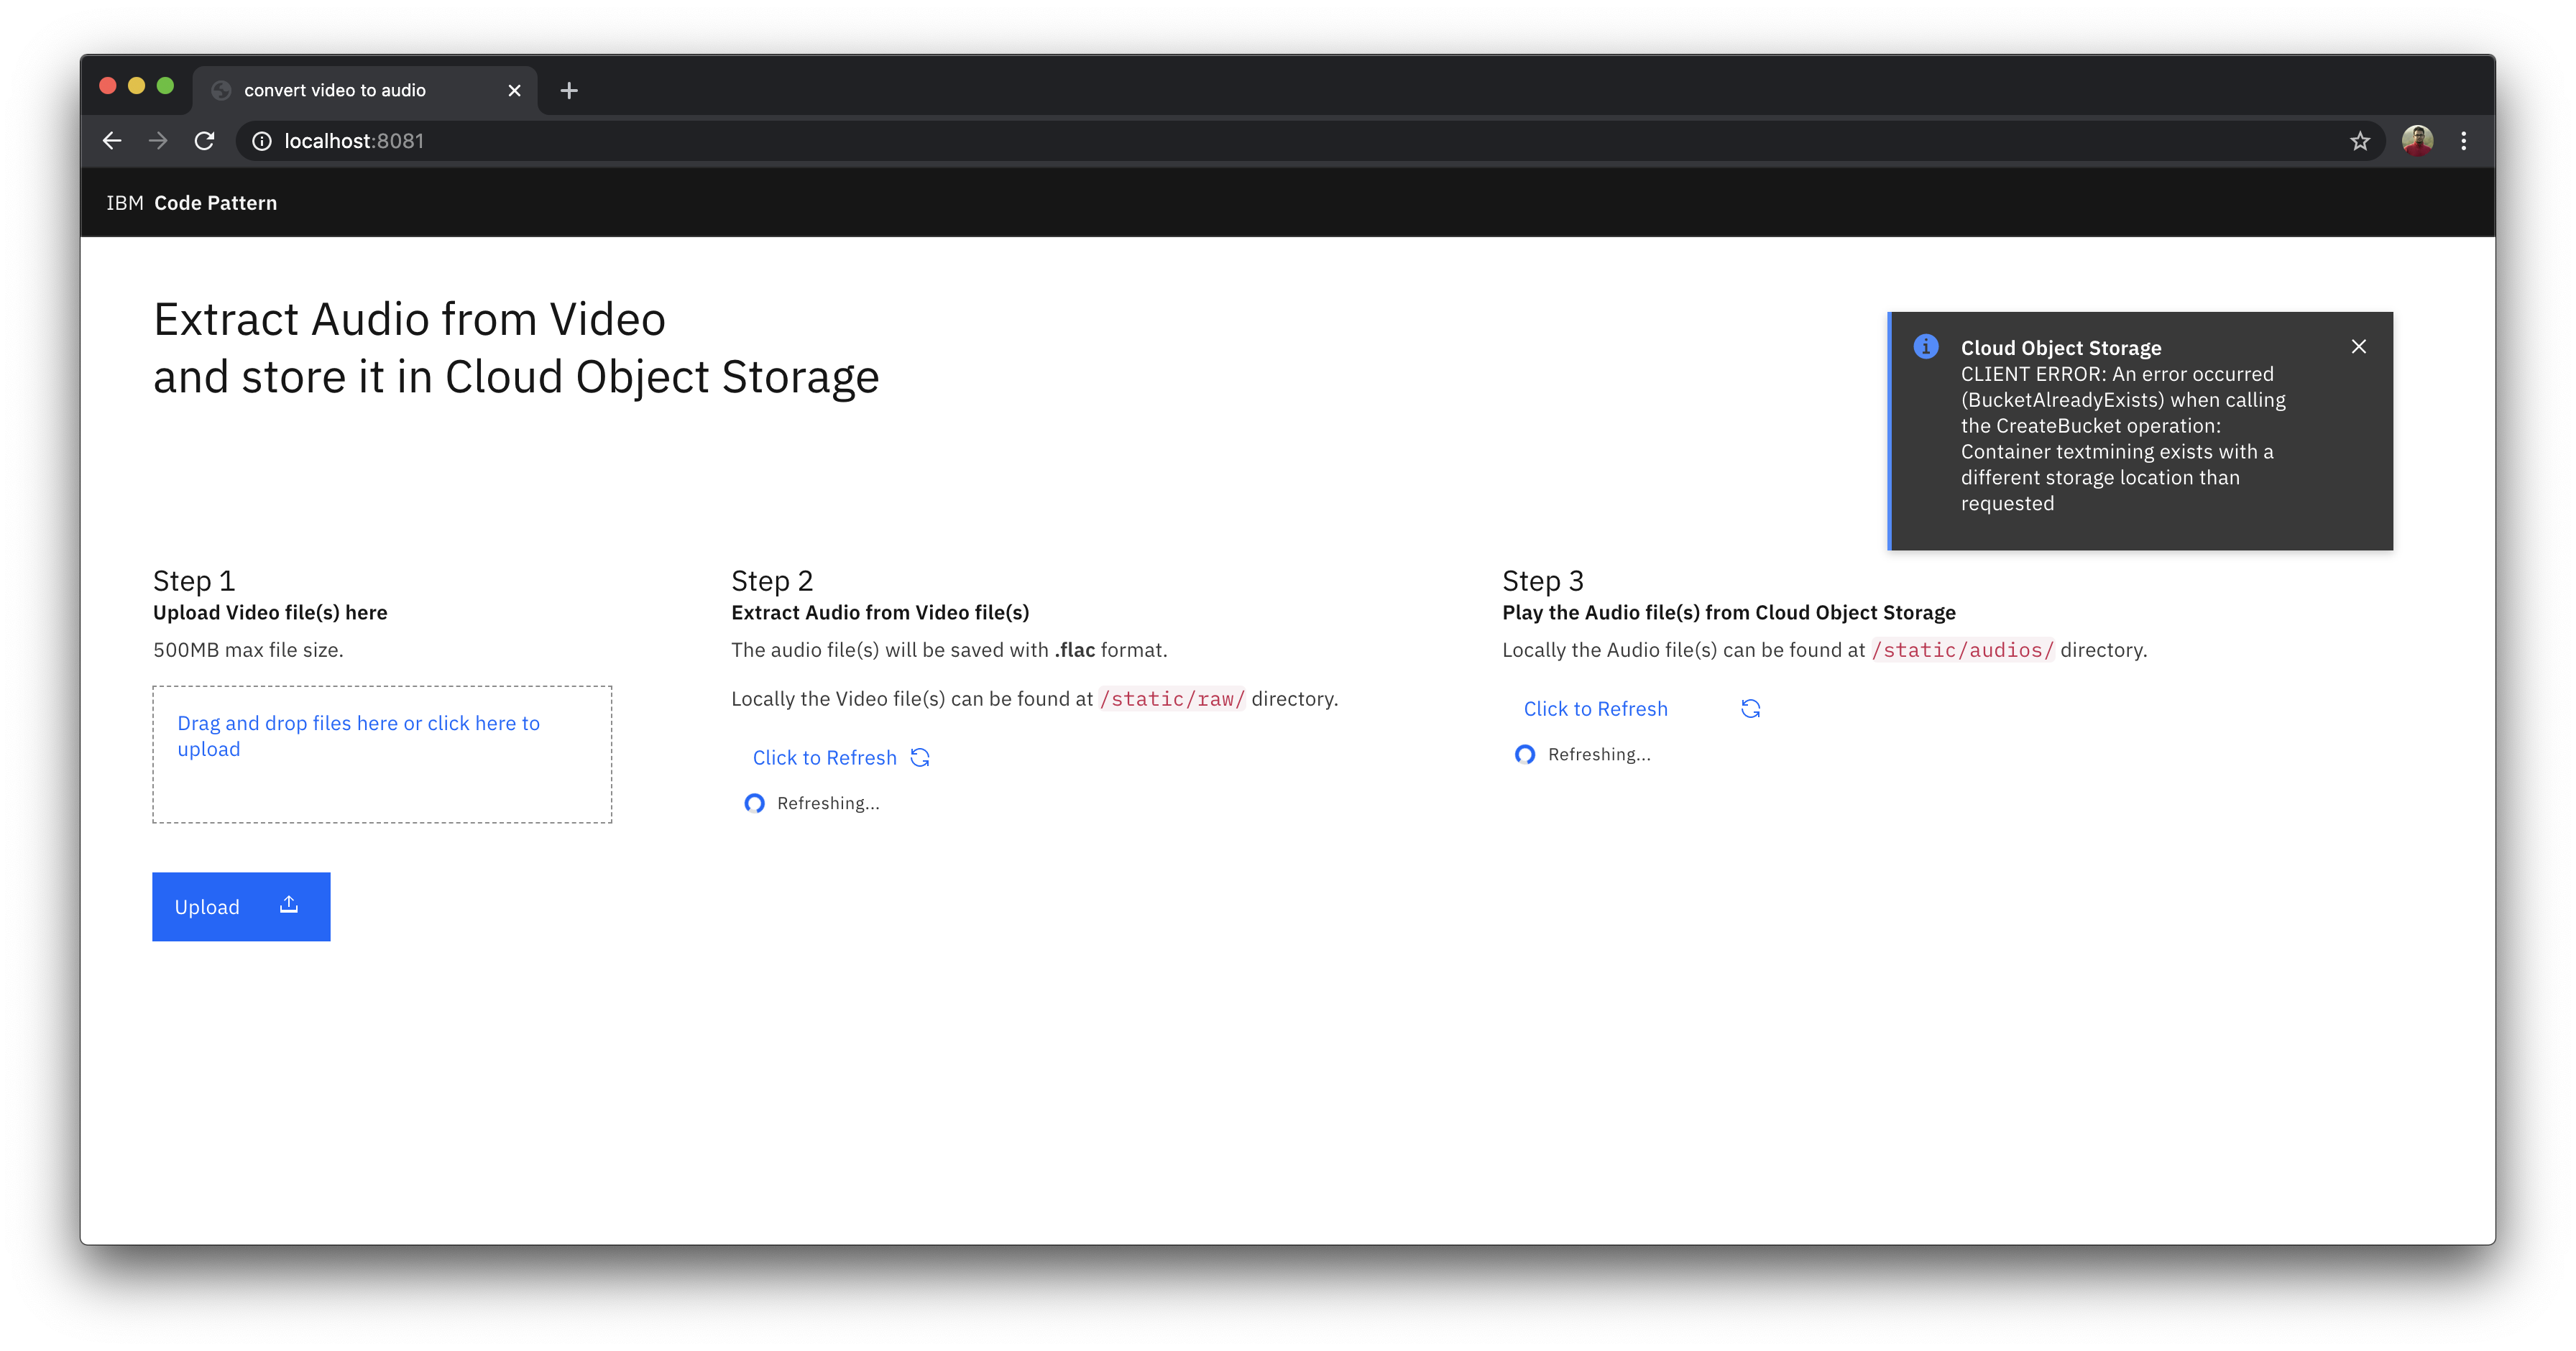 convert video to audio
localhost:8081
IBM Code Pattern
Extract Audio from Video
and store it in Cloud Object Storage
Cloud Object Storage
CLIENT ERROR: An error occurred
(BucketAlreadyExists) when calling
the CreateBucket operation:
Container textmining exists with a
different storage location than
requested
Step 1
Upload Video file(s) here
500MB max file size.
Drag and drop files here or click here to
upload
Upload
Step 2
Extract Audio from Video file(s)
The audio file(s) will be saved with .flac format.
Locally the Video file(s) can be found at /static/raw/ directory.
Click to Refresh
Refreshing...
Step 3
Play the Audio file(s) from Cloud Object Storage
Locally the Audio file(s) can be found at /static/audios/ directory.
Click to Refresh
Refreshing...